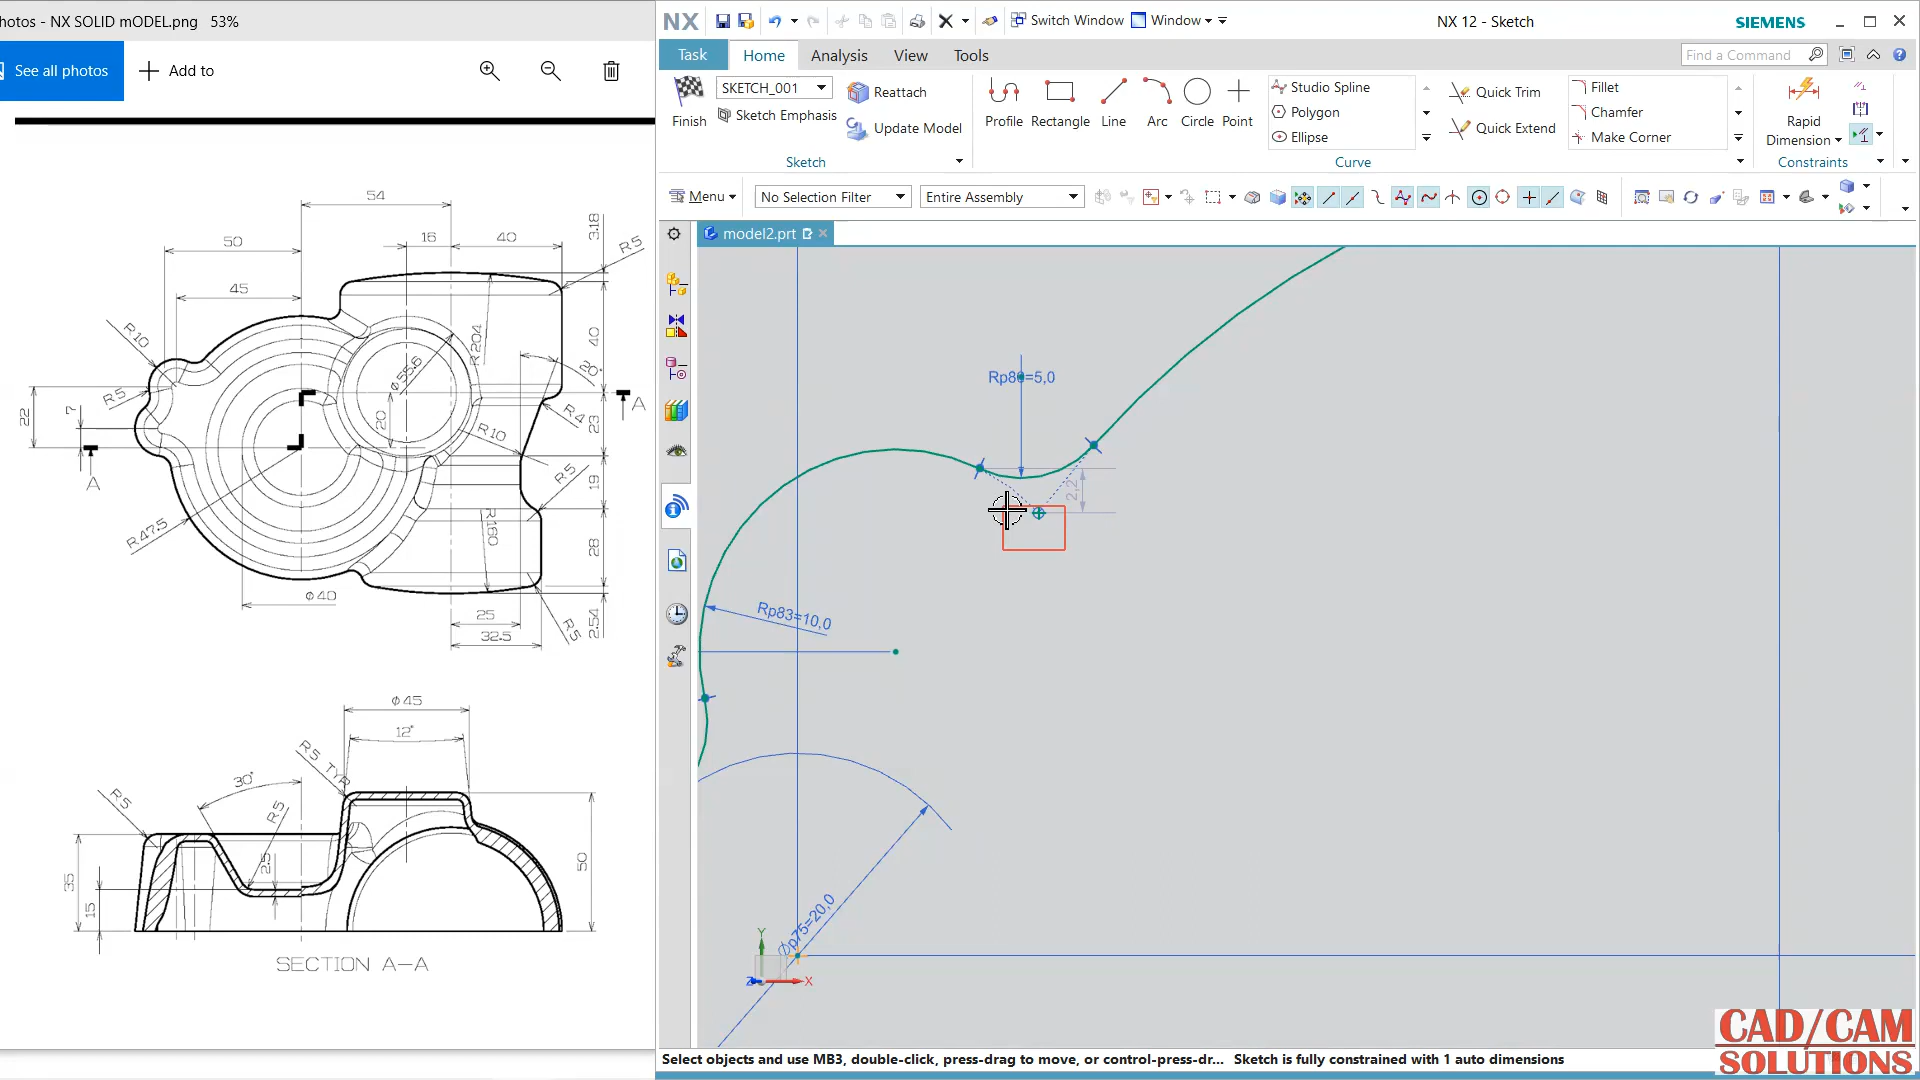 hotos - NX SOLID mODEL.png 53%
See all photos
Add to
54
50
16
40
3.18
R5
45
R10
R204
40
20°
R5
ϕ55.6
22
7
20
A
R4
23
R10
R5
A
19
R47.5
R160
28
ϕ40
25
32.5
R5
2.54
ϕ45
12°
R5 TYP
30°
R5
R5
2.5
35
15
50
SECTION A-A
NX
Switch Window
Window
NX 12 - Sketch
SIEMENS
Task
Home
Analysis
View
Tools
Find a Command
Finish
SKETCH_001
Sketch Emphasis
Reattach
Update Model
Sketch
Profile
Rectangle
Line
Arc
Circle
Point
Studio Spline
Polygon
Ellipse
Quick Trim
Quick Extend
Fillet
Chamfer
Make Corner
Curve
Rapid
Dimension
Constraints
Menu
No Selection Filter
Entire Assembly
model2.prt
2,2
Rp83=10,0
Øp75=20,0
Y
Z
X
Select objects and use MB3, double-click, press-drag to move, or control-press-dr...
Sketch is fully constrained with 1 auto dimensions
CAD/CAM
SOLUTIONS